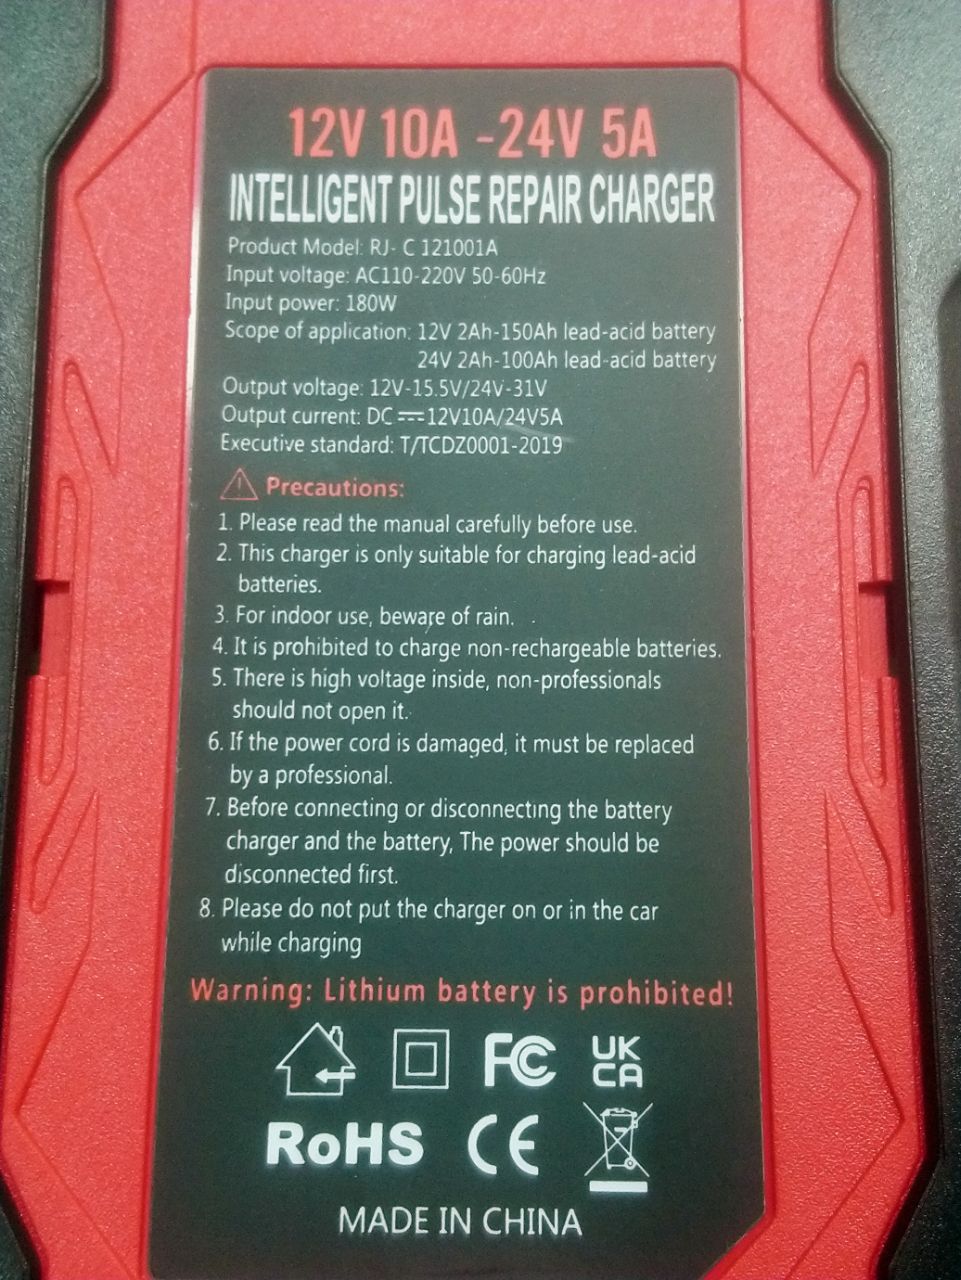 12V 10A -24V 5A
INTELLIGENT PULSE REPAIR CHARGER
Product Model: RJ- C 121001A
Input voltage: AC110-220V 50-60Hz
Input power: 180W
Scope of application: 12V 2Ah-150Ah lead-acid battery
24V 2Ah-100Ah lead-acid battery
Output voltage: 12V-15.5V/24V-31V
Output current: DC⎓12V10A/24V5A
Executive standard: T/TCDZ0001-2019
Precautions:
1. Please read the manual carefully before use.
2. This charger is only suitable for charging lead-acid
batteries.
3. For indoor use, beware of rain.
4. It is prohibited to charge non-rechargeable batteries.
5. There is high voltage inside, non-professionals
should not open it.
6. If the power cord is damaged, it must be replaced
by a professional.
7. Before connecting or disconnecting the battery
charger and the battery, The power should be
disconnected first.
8. Please do not put the charger on or in the car
while charging
Warning: Lithium battery is prohibited!
FC
UK
CA
RoHS CE
MADE IN CHINA